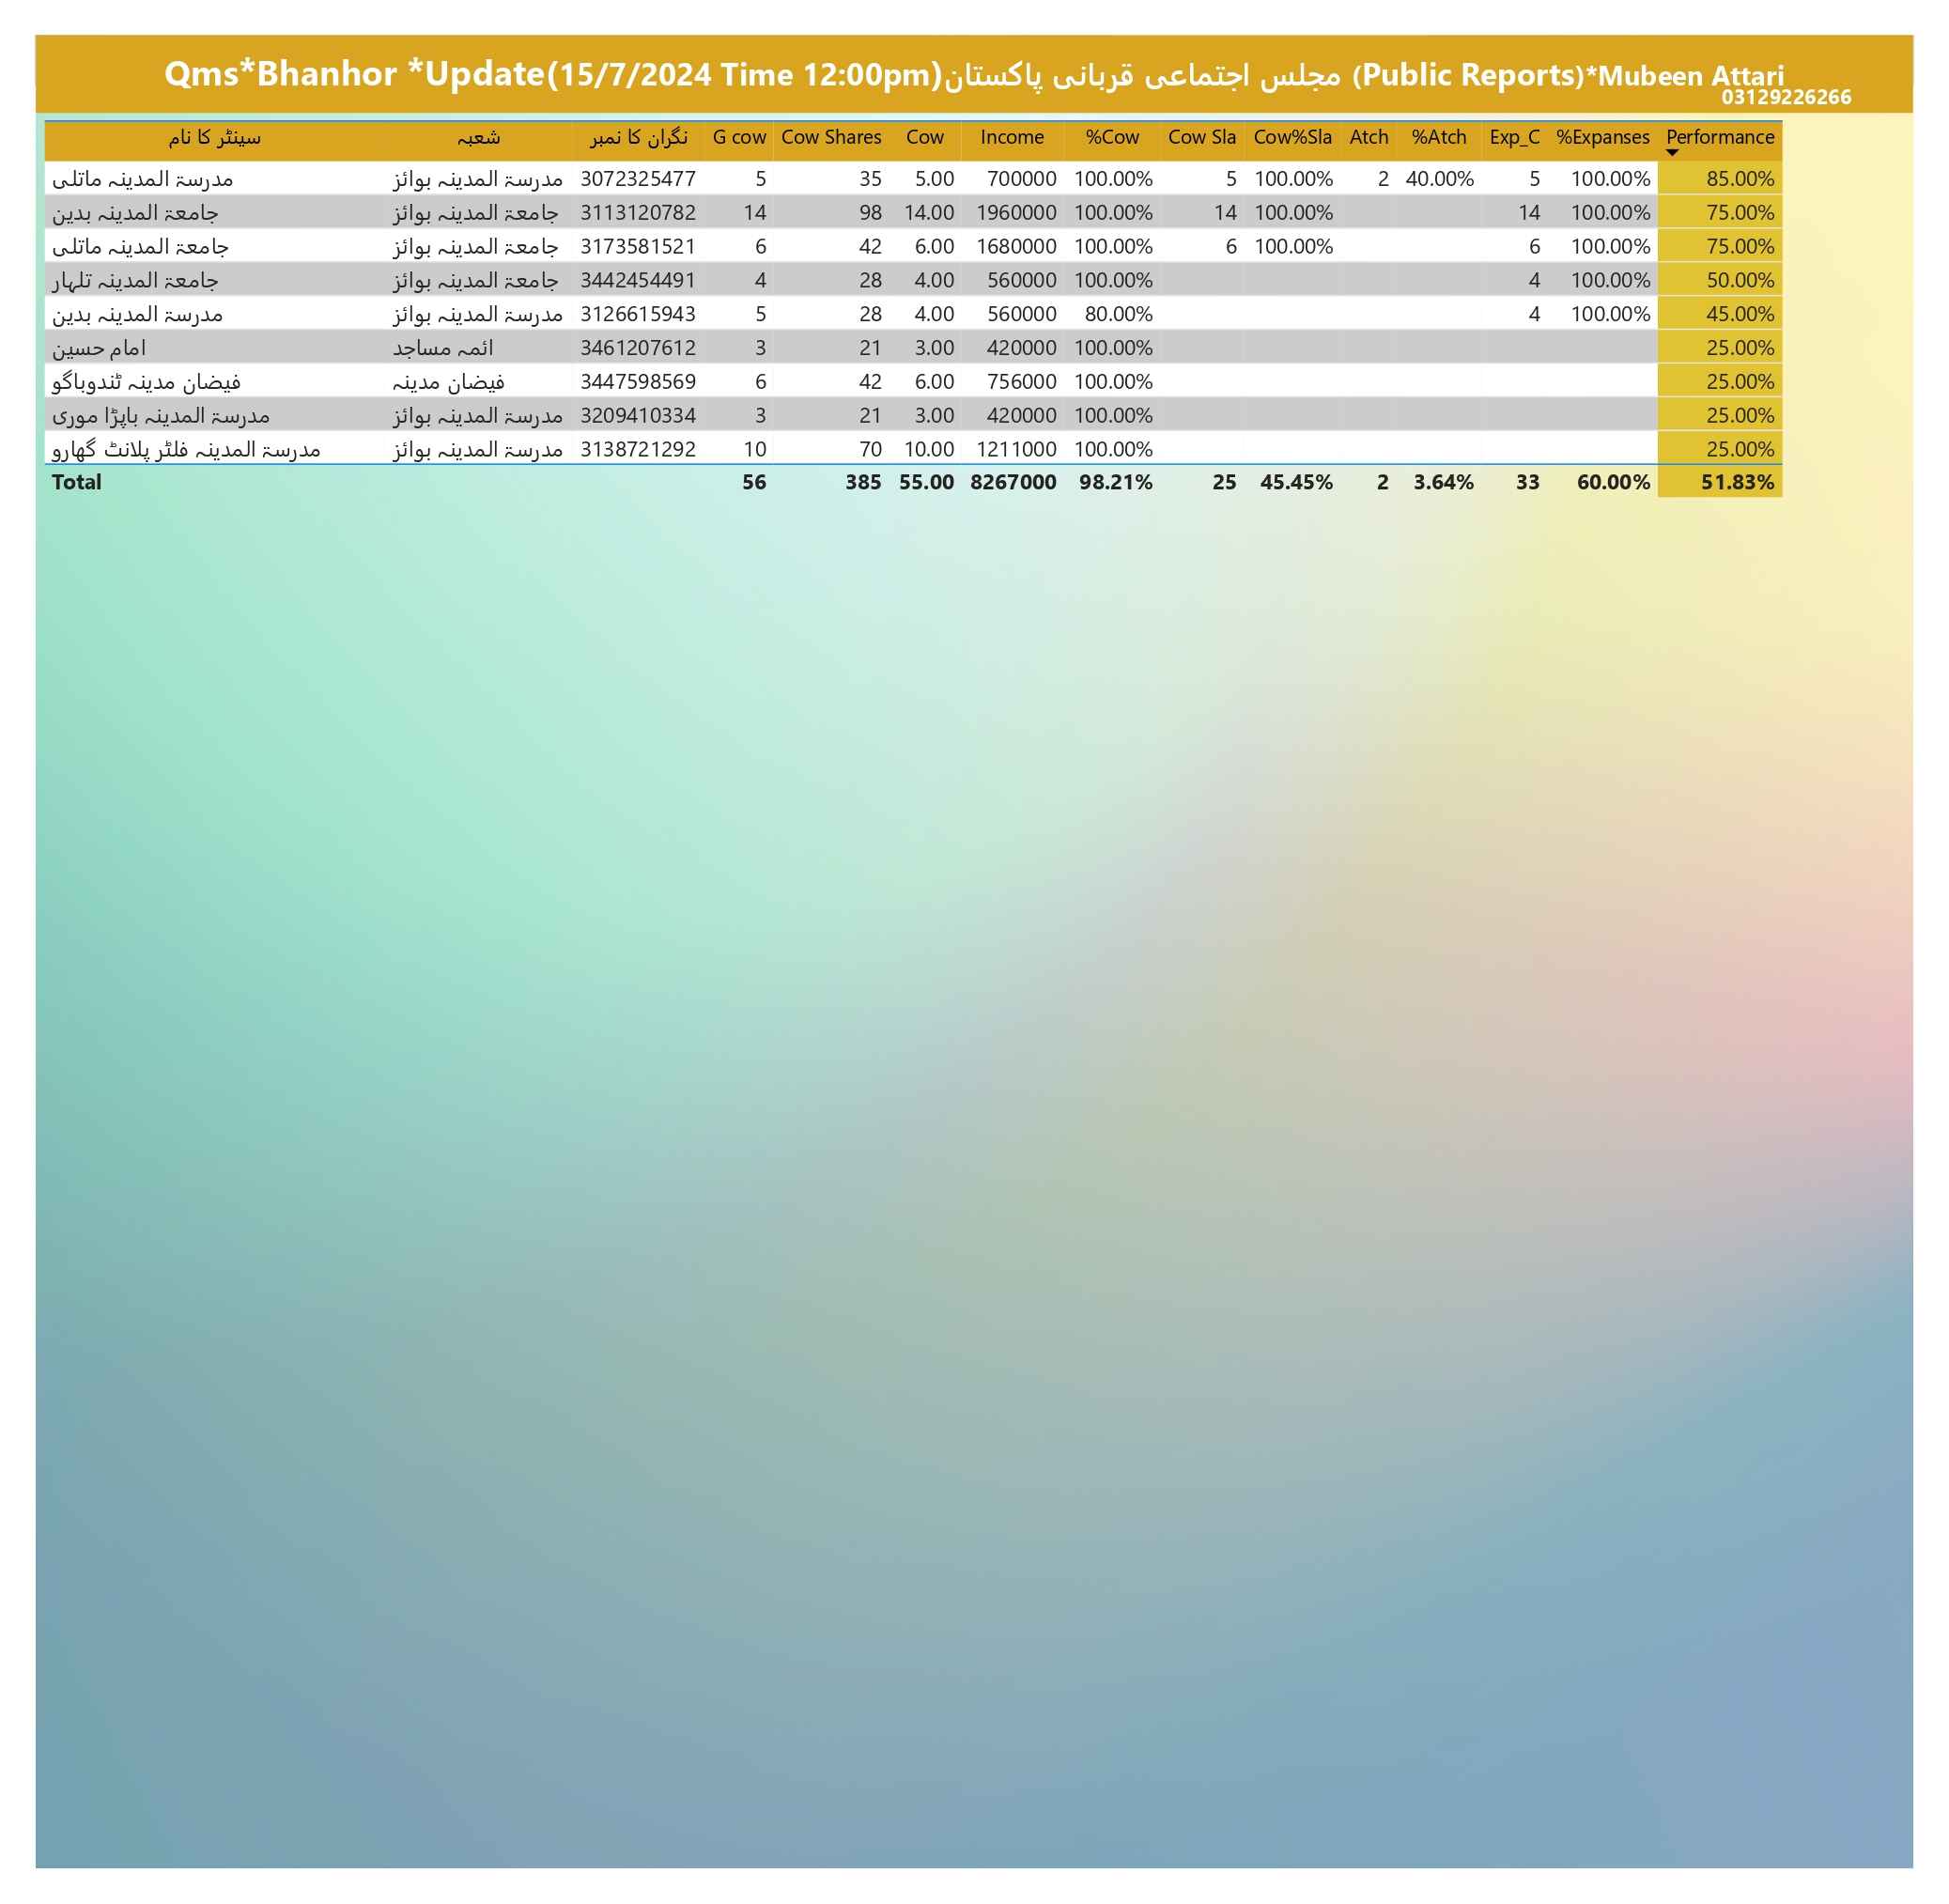 Qms*Bhanhor *Update(15/7/2024 Time 12:00pm)مجلس اجتماعی قربانی پاکستان (Public Reports)*Mubeen Attari
03129226266
سینٹر کا نام شعبہ نگران کا نمبر G cow Cow Shares Cow Income %Cow Cow Sla Cow%Sla Atch %Atch Exp_C %Expanses Performance
مدرسۃ المدینہ ماتلی مدرسۃ المدینہ بوائز 3072325477 5 35 5.00 700000 100.00% 5 100.00% 2 40.00% 5 100.00% 85.00%
جامعۃ المدینہ بدین جامعۃ المدینہ بوائز 3113120782 14 98 14.00 1960000 100.00% 14 100.00% 14 100.00% 75.00%
جامعۃ المدینہ ماتلی جامعۃ المدینہ بوائز 3173581521 6 42 6.00 1680000 100.00% 6 100.00% 6 100.00% 75.00%
جامعۃ المدینہ تلہار جامعۃ المدینہ بوائز 3442454491 4 28 4.00 560000 100.00% 4 100.00% 50.00%
مدرسۃ المدینہ بدین مدرسۃ المدینہ بوائز 3126615943 5 28 4.00 560000 80.00% 4 100.00% 45.00%
امام حسین ائمہ مساجد 3461207612 3 21 3.00 420000 100.00% 25.00%
فیضان مدینہ ٹندوباگو فیضان مدینہ 3447598569 6 42 6.00 756000 100.00% 25.00%
مدرسۃ المدینہ باپڑا موری مدرسۃ المدینہ بوائز 3209410334 3 21 3.00 420000 100.00% 25.00%
مدرسۃ المدینہ فلٹر پلانٹ گھارو مدرسۃ المدینہ بوائز 3138721292 10 70 10.00 1211000 100.00% 25.00%
Total 56 385 55.00 8267000 98.21% 25 45.45% 2 3.64% 33 60.00% 51.83%